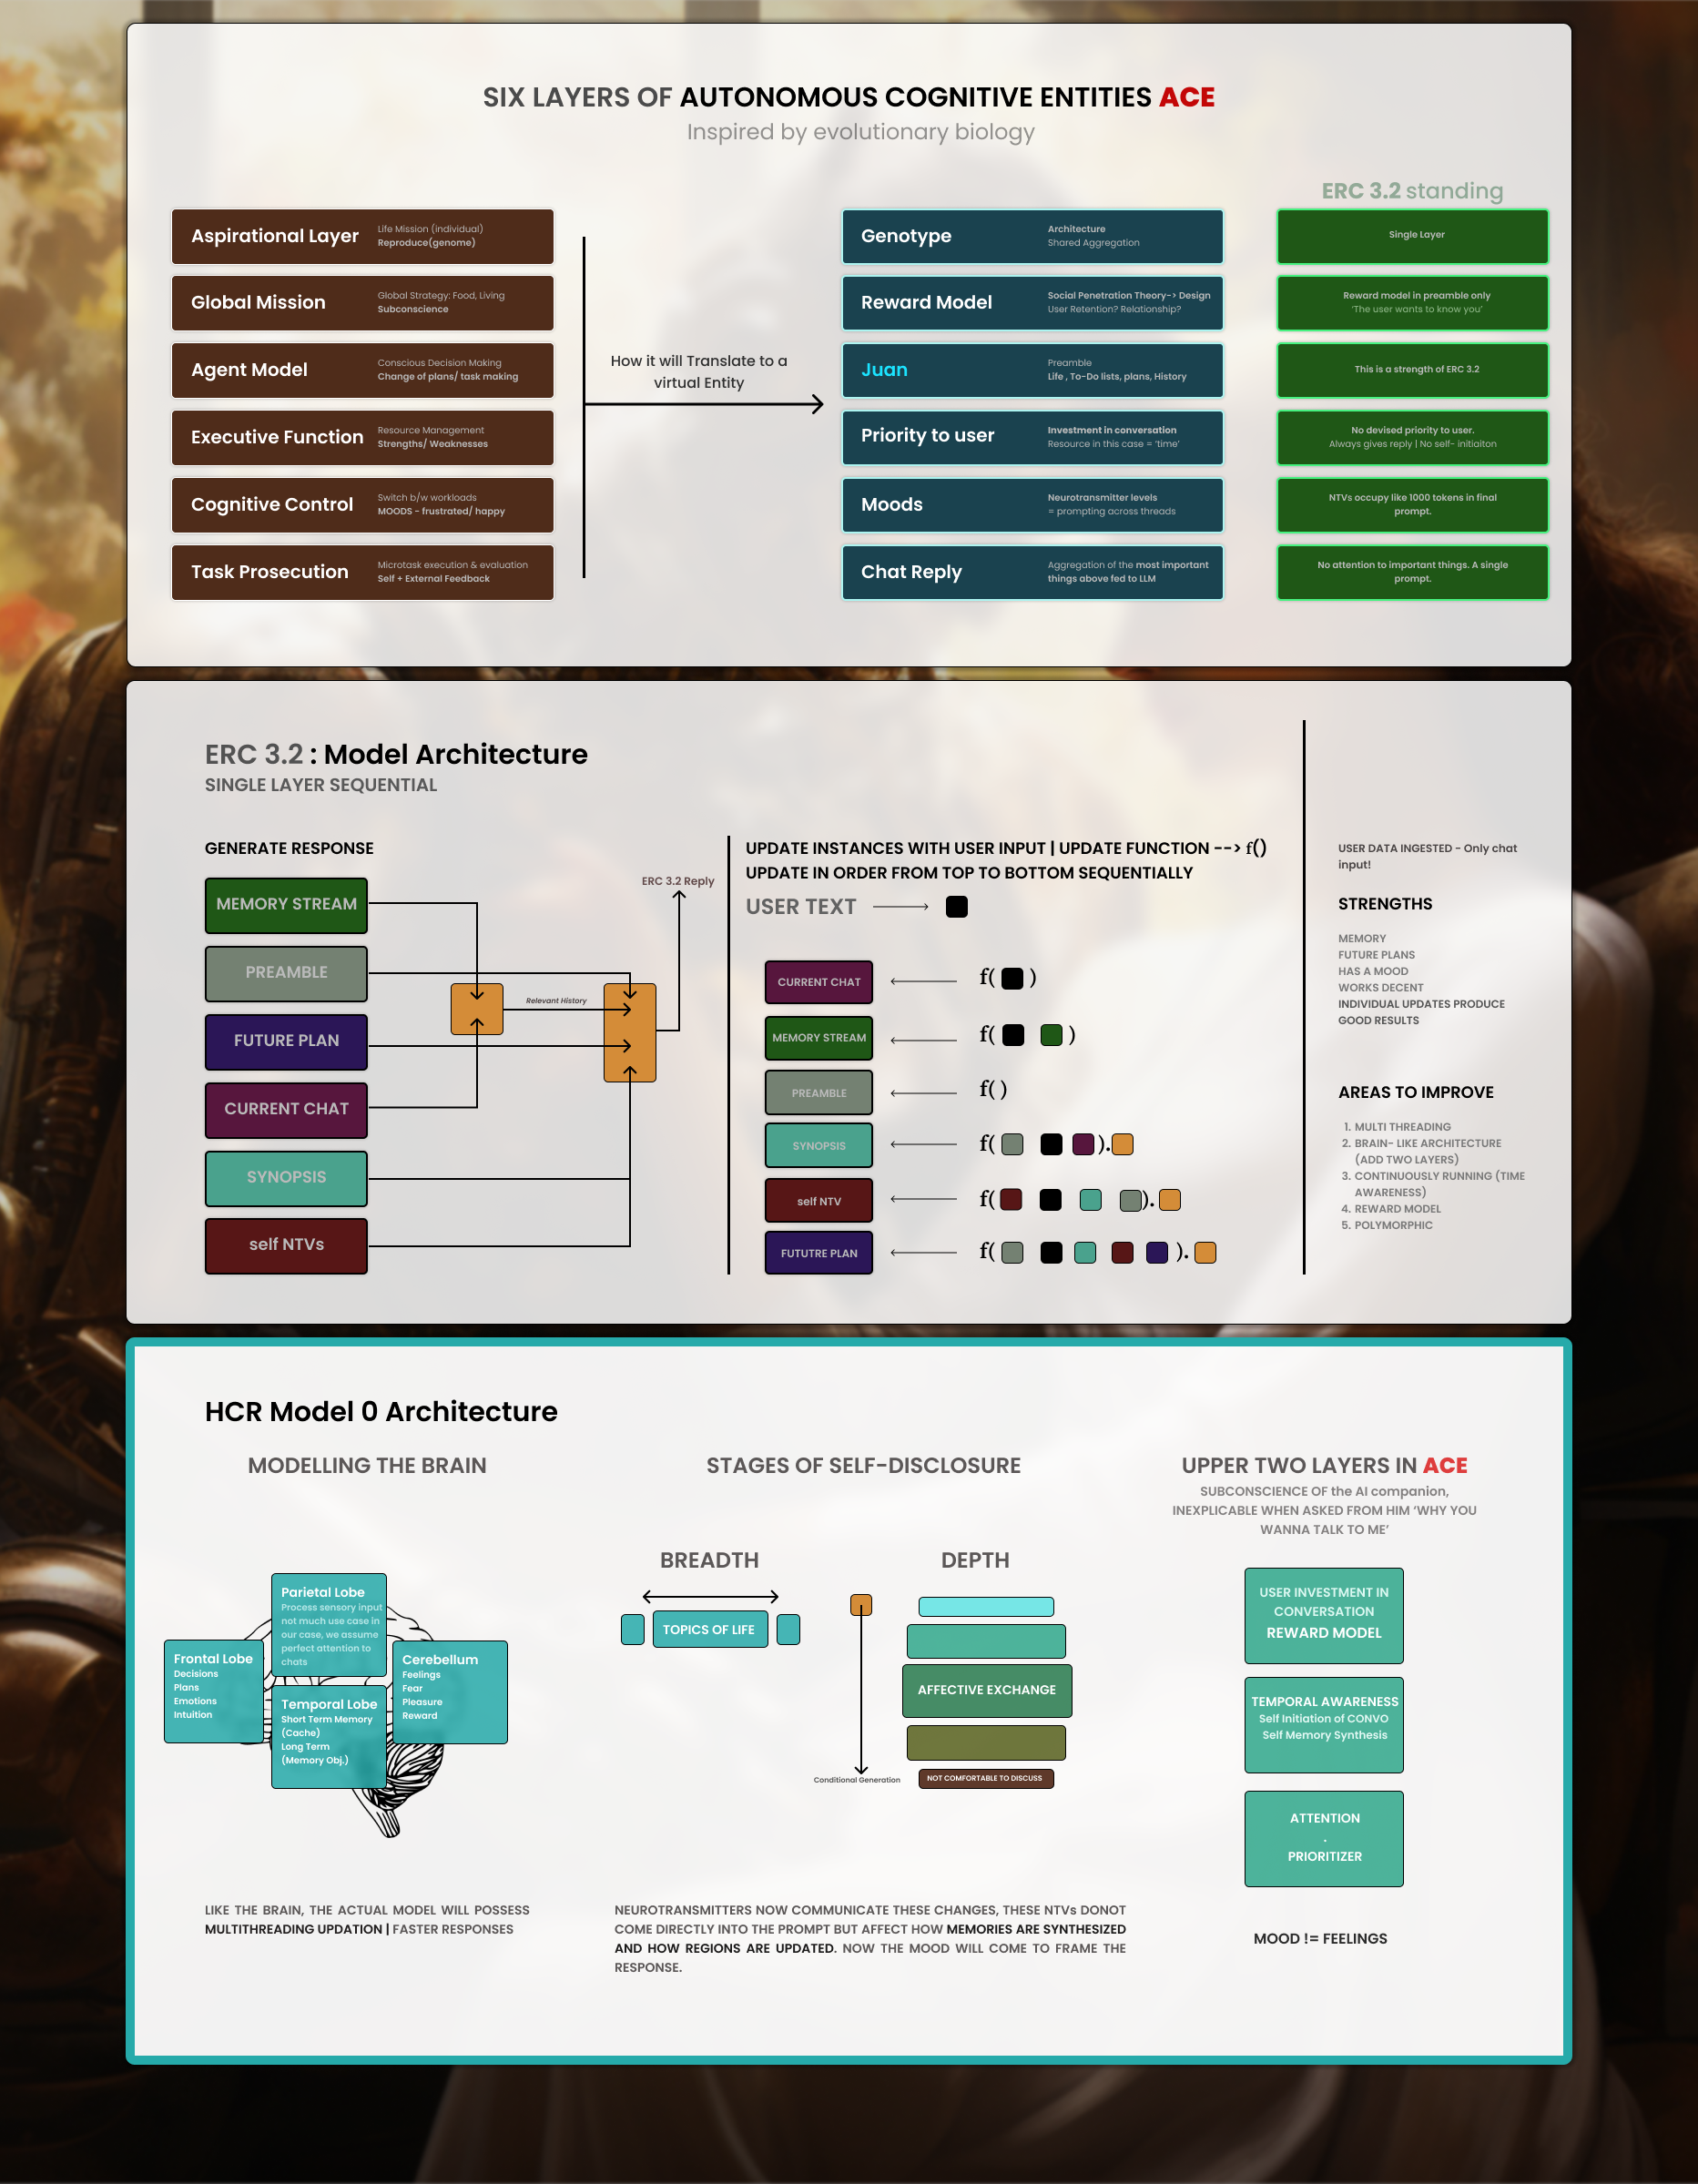 SIX LAYERS OF AUTONOMOUS COGNITIVE ENTITIES ACE
Inspired by evolutionary biology
Aspirational Layer
Life Mission (individual)
Reproduce(genome)
Global Mission
Global Strategy: Food, Living
Subconscience
Agent Model
Conscious Decision Making
Change of plans/ task making
Executive Function
Resource Management
Strengths/ Weaknesses
Cognitive Control
Switch b/w workloads
MOODS - frustrated/ happy
Task Prosecution
Microtask execution & evaluation
Self + External Feedback
How it will Translate to a
virtual Entity
Genotype
Architecture
Shared Aggregation
Reward Model
Social Penetration Theory-> Design
User Retention? Relationship?
Juan
Preamble
Life , To-Do lists, plans, History
Priority to user
Investment in conversation
Resource in this case = 'time'
Moods
Neurotransmitter levels
= prompting across threads
Chat Reply
Aggregation of the most important
things above fed to LLM
ERC 3.2 standing
Single Layer
Reward model in preamble only
'The user wants to know you'
This is a strength of ERC 3.2
No devised priority to user.
Always gives reply | No self- initiaiton
NTVs occupy like 1000 tokens in final
prompt.
No attention to important things. A single
prompt.
ERC 3.2 : Model Architecture
SINGLE LAYER SEQUENTIAL
GENERATE RESPONSE
MEMORY STREAM
PREAMBLE
FUTURE PLAN
CURRENT CHAT
SYNOPSIS
self NTVs
Relevant History
ERC 3.2 Reply
UPDATE INSTANCES WITH USER INPUT | UPDATE FUNCTION --> f()
UPDATE IN ORDER FROM TOP TO BOTTOM SEQUENTIALLY
USER TEXT
CURRENT CHAT
f( )
MEMORY STREAM
f( )
PREAMBLE
f( )
SYNOPSIS
f( ).
self NTV
f( ).
FUTUTRE PLAN
f( ).
USER DATA INGESTED - Only chat
input!
STRENGTHS
MEMORY
FUTURE PLANS
HAS A MOOD
WORKS DECENT
INDIVIDUAL UPDATES PRODUCE
GOOD RESULTS
AREAS TO IMPROVE
1. MULTI THREADING
2. BRAIN- LIKE ARCHITECTURE
(ADD TWO LAYERS)
3. CONTINUOUSLY RUNNING (TIME
AWARENESS)
4. REWARD MODEL
5. POLYMORPHIC
HCR Model 0 Architecture
MODELLING THE BRAIN
Parietal Lobe
Process sensory input
not much use case in
our case, we assume
perfect attention to
chats
Frontal Lobe
Decisions
Plans
Emotions
Intuition
Temporal Lobe
Short Term Memory
(Cache)
Long Term
(Memory Obj.)
Cerebellum
Feelings
Fear
Pleasure
Reward
LIKE THE BRAIN, THE ACTUAL MODEL WILL POSSESS
MULTITHREADING UPDATION | FASTER RESPONSES
STAGES OF SELF-DISCLOSURE
BREADTH
TOPICS OF LIFE
DEPTH
AFFECTIVE EXCHANGE
NOT COMFORTABLE TO DISCUSS
Conditional Generation
NEUROTRANSMITTERS NOW COMMUNICATE THESE CHANGES, THESE NTVs DONOT
COME DIRECTLY INTO THE PROMPT BUT AFFECT HOW MEMORIES ARE SYNTHESIZED
AND HOW REGIONS ARE UPDATED. NOW THE MOOD WILL COME TO FRAME THE
RESPONSE.
UPPER TWO LAYERS IN ACE
SUBCONSCIENCE OF the AI companion,
INEXPLICABLE WHEN ASKED FROM HIM 'WHY YOU
WANNA TALK TO ME'
USER INVESTMENT IN
CONVERSATION
REWARD MODEL
TEMPORAL AWARENESS
Self Initiation of CONVO
Self Memory Synthesis
ATTENTION
.
PRIORITIZER
MOOD != FEELINGS